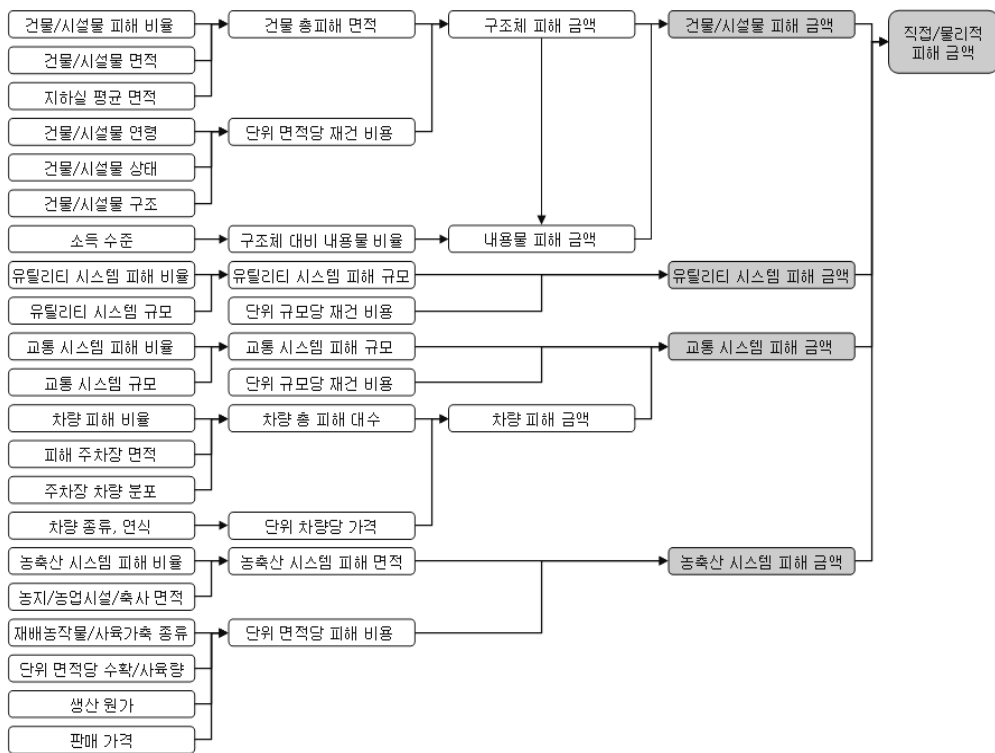 건물/시설물 피해 비율
건물 총피해 면적
구조체 피해 금액
건물/시설물 피해 금액
직접/물리적
피해 금액
건물/시설물 면적
지하실 평균 면적
건물/시설물 연령
단위 면적당 재건 비용
건물/시설물 상태
건물/시설물 구조
소득 수준
구조체 대비 내용물 비율
내용물 피해 금액
유틸리티 시스템 피해 비율
유틸리티 시스템 피해 규모
유틸리티 시스템 피해 금액
유틸리티 시스템 규모
단위 규모당 재건 비용
교통 시스템 피해 비율
교통 시스템 피해 규모
교통 시스템 피해 금액
교통 시스템 규모
단위 규모당 재건 비용
차량 피해 비율
차량 총 피해 대수
차량 피해 금액
피해 주차장 면적
주차장 차량 분포
차량 종류, 연식
단위 차량당 가격
농축산 시스템 피해 비율
농축산 시스템 피해 면적
농축산 시스템 피해 금액
농지/농업시설/축사 면적
재배농작물/사육가축 종류
단위 면적당 피해 비용
단위 면적당 수확/사육량
생산 원가
판매 가격